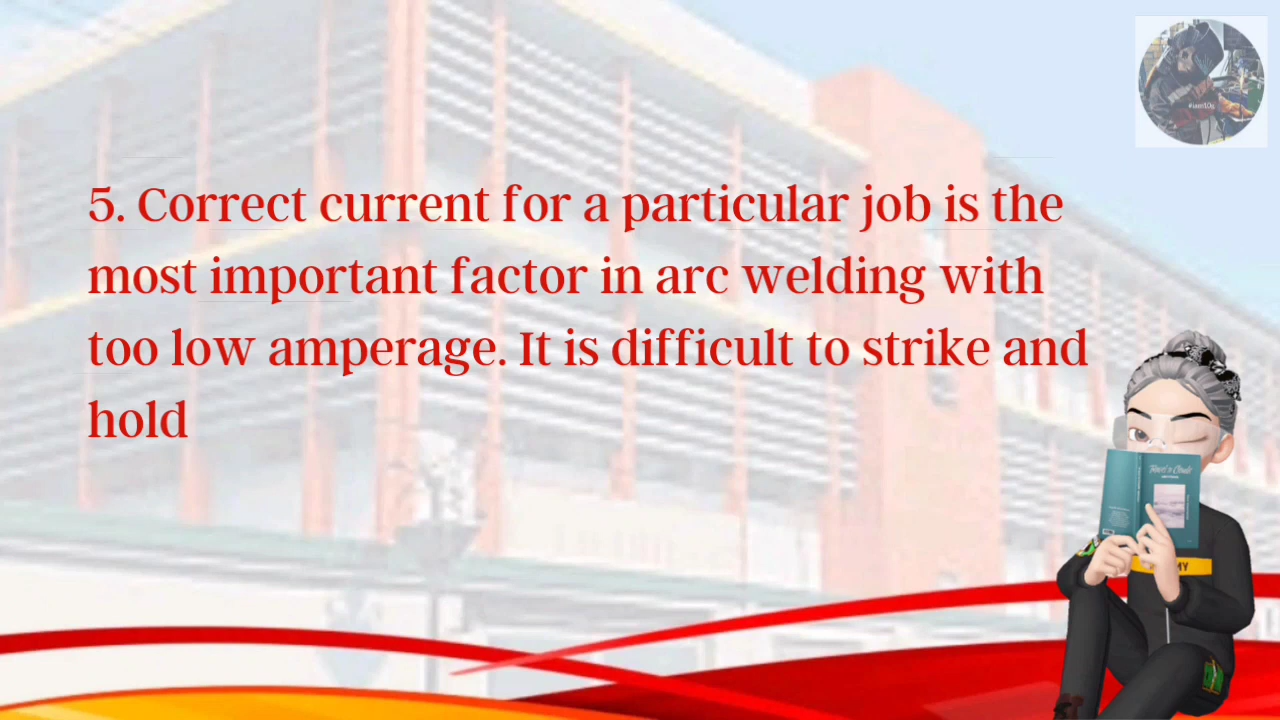 5. Correct current for a particular job is the
most important factor in arc welding with
too low amperage. It is difficult to strike and
hold